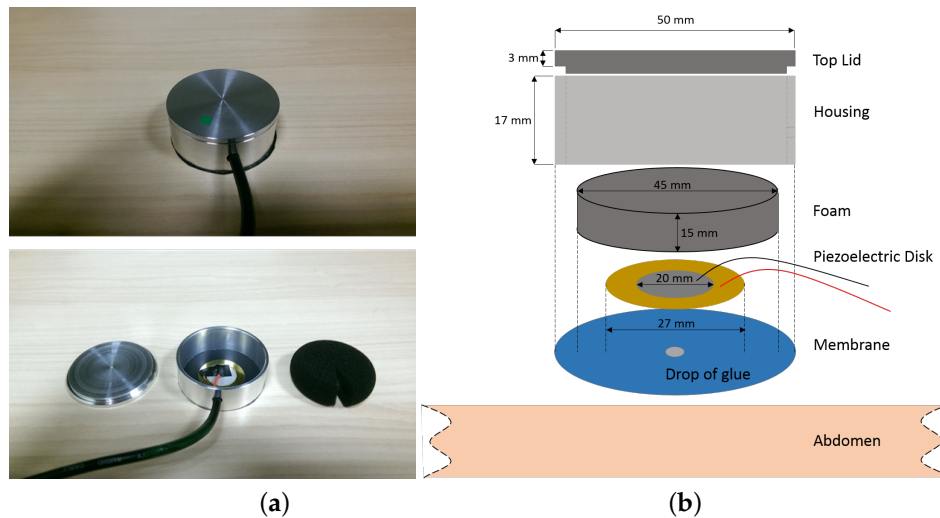 50 mm
3 mm
Top Lid
Housing
17 mm
45 mm
Foam
15 mm
Piezoelectric Disk
20 mm
27 mm
Membrane
Drop of glue
Abdomen
(a)
(b)